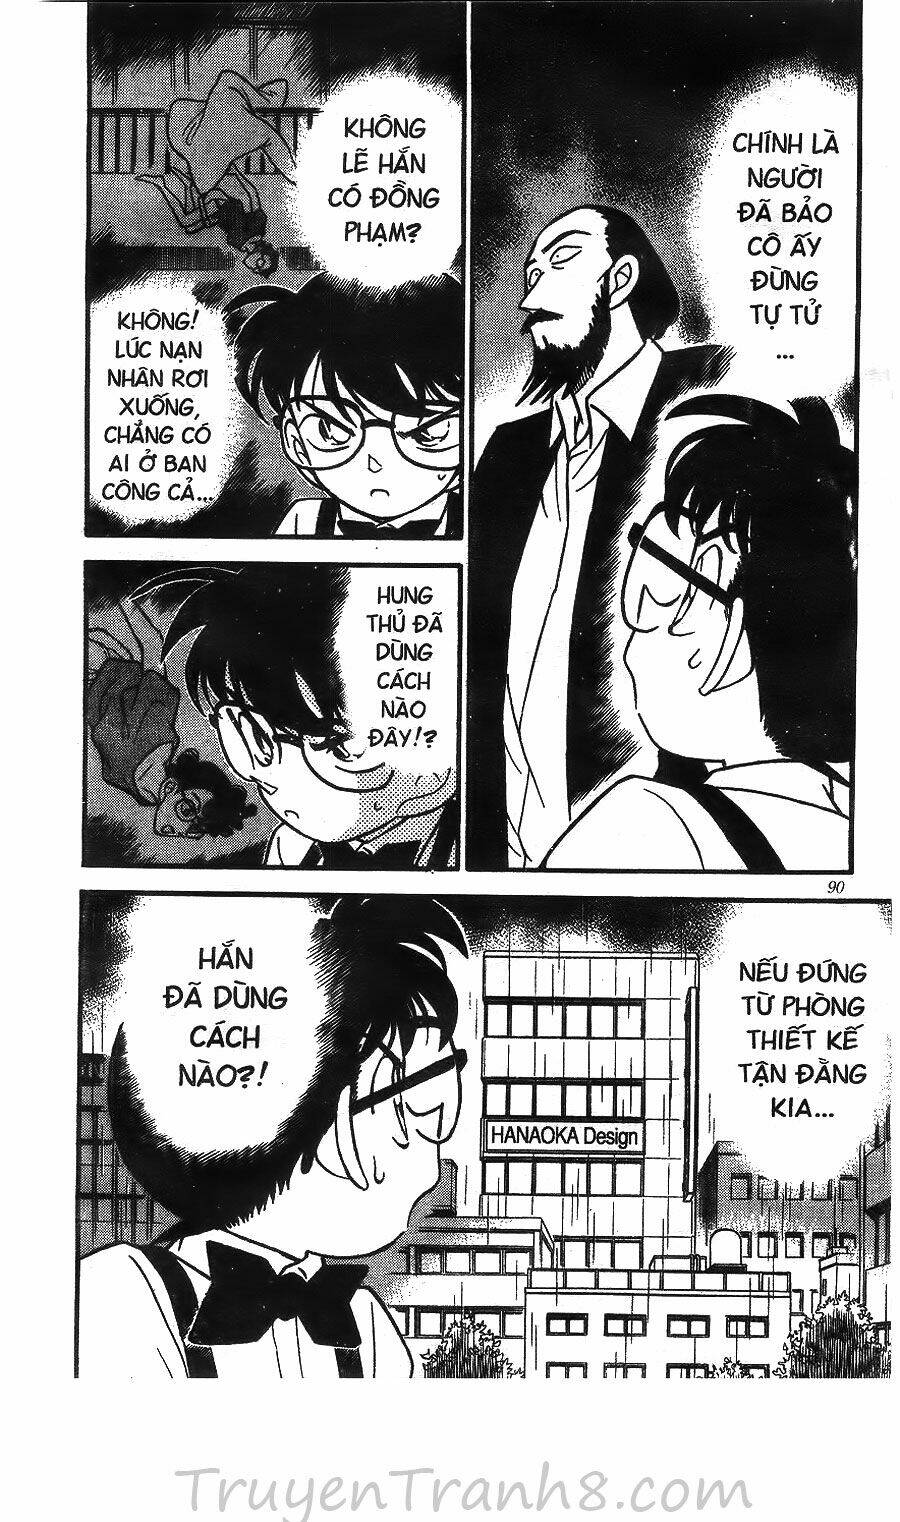 CHÍNH LÀ
NGƯỜI
ĐÃ BẢO
CÔ ẤY
ĐỪNG
TỰ TỬ
...
KHÔNG
LẼ HẮN
CÓ ĐỒNG
PHẠM?
KHÔNG!
LÚC NẠN
NHÂN RƠI
XUỐNG,
CHẲNG CÓ
AI Ở BAN
CÔNG CẢ...
HUNG
THỦ ĐÃ
DÙNG
CÁCH
NÀO
ĐÂY!?
90
NẾU ĐỨNG
TỪ PHÒNG
THIẾT KẾ
TẬN ĐẰNG
KIA...
HANAOKA Design
HẮN
ĐÃ DÙNG
CÁCH
NÀO?!
TruyenTranh8.com